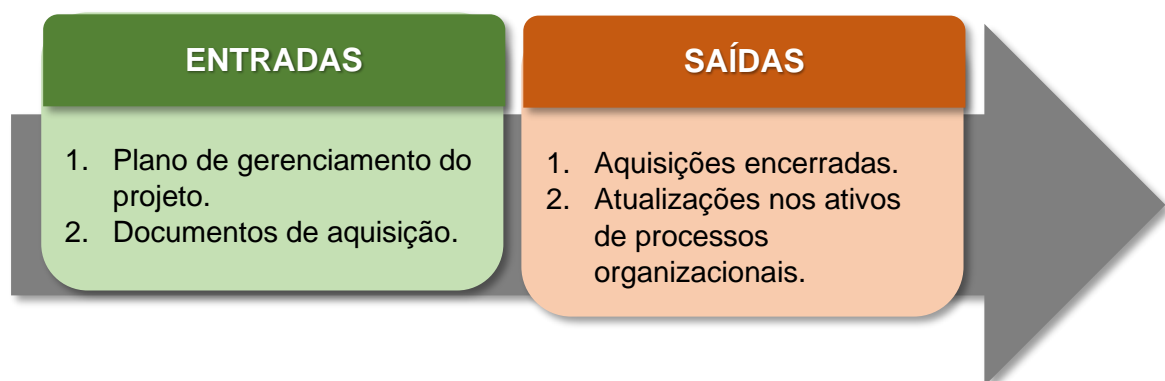 ENTRADAS
1. Plano de gerenciamento do
projeto.
2. Documentos de aquisição.
SAÍDAS
1. Aquisições encerradas.
2. Atualizações nos ativos
de processos
organizacionais.